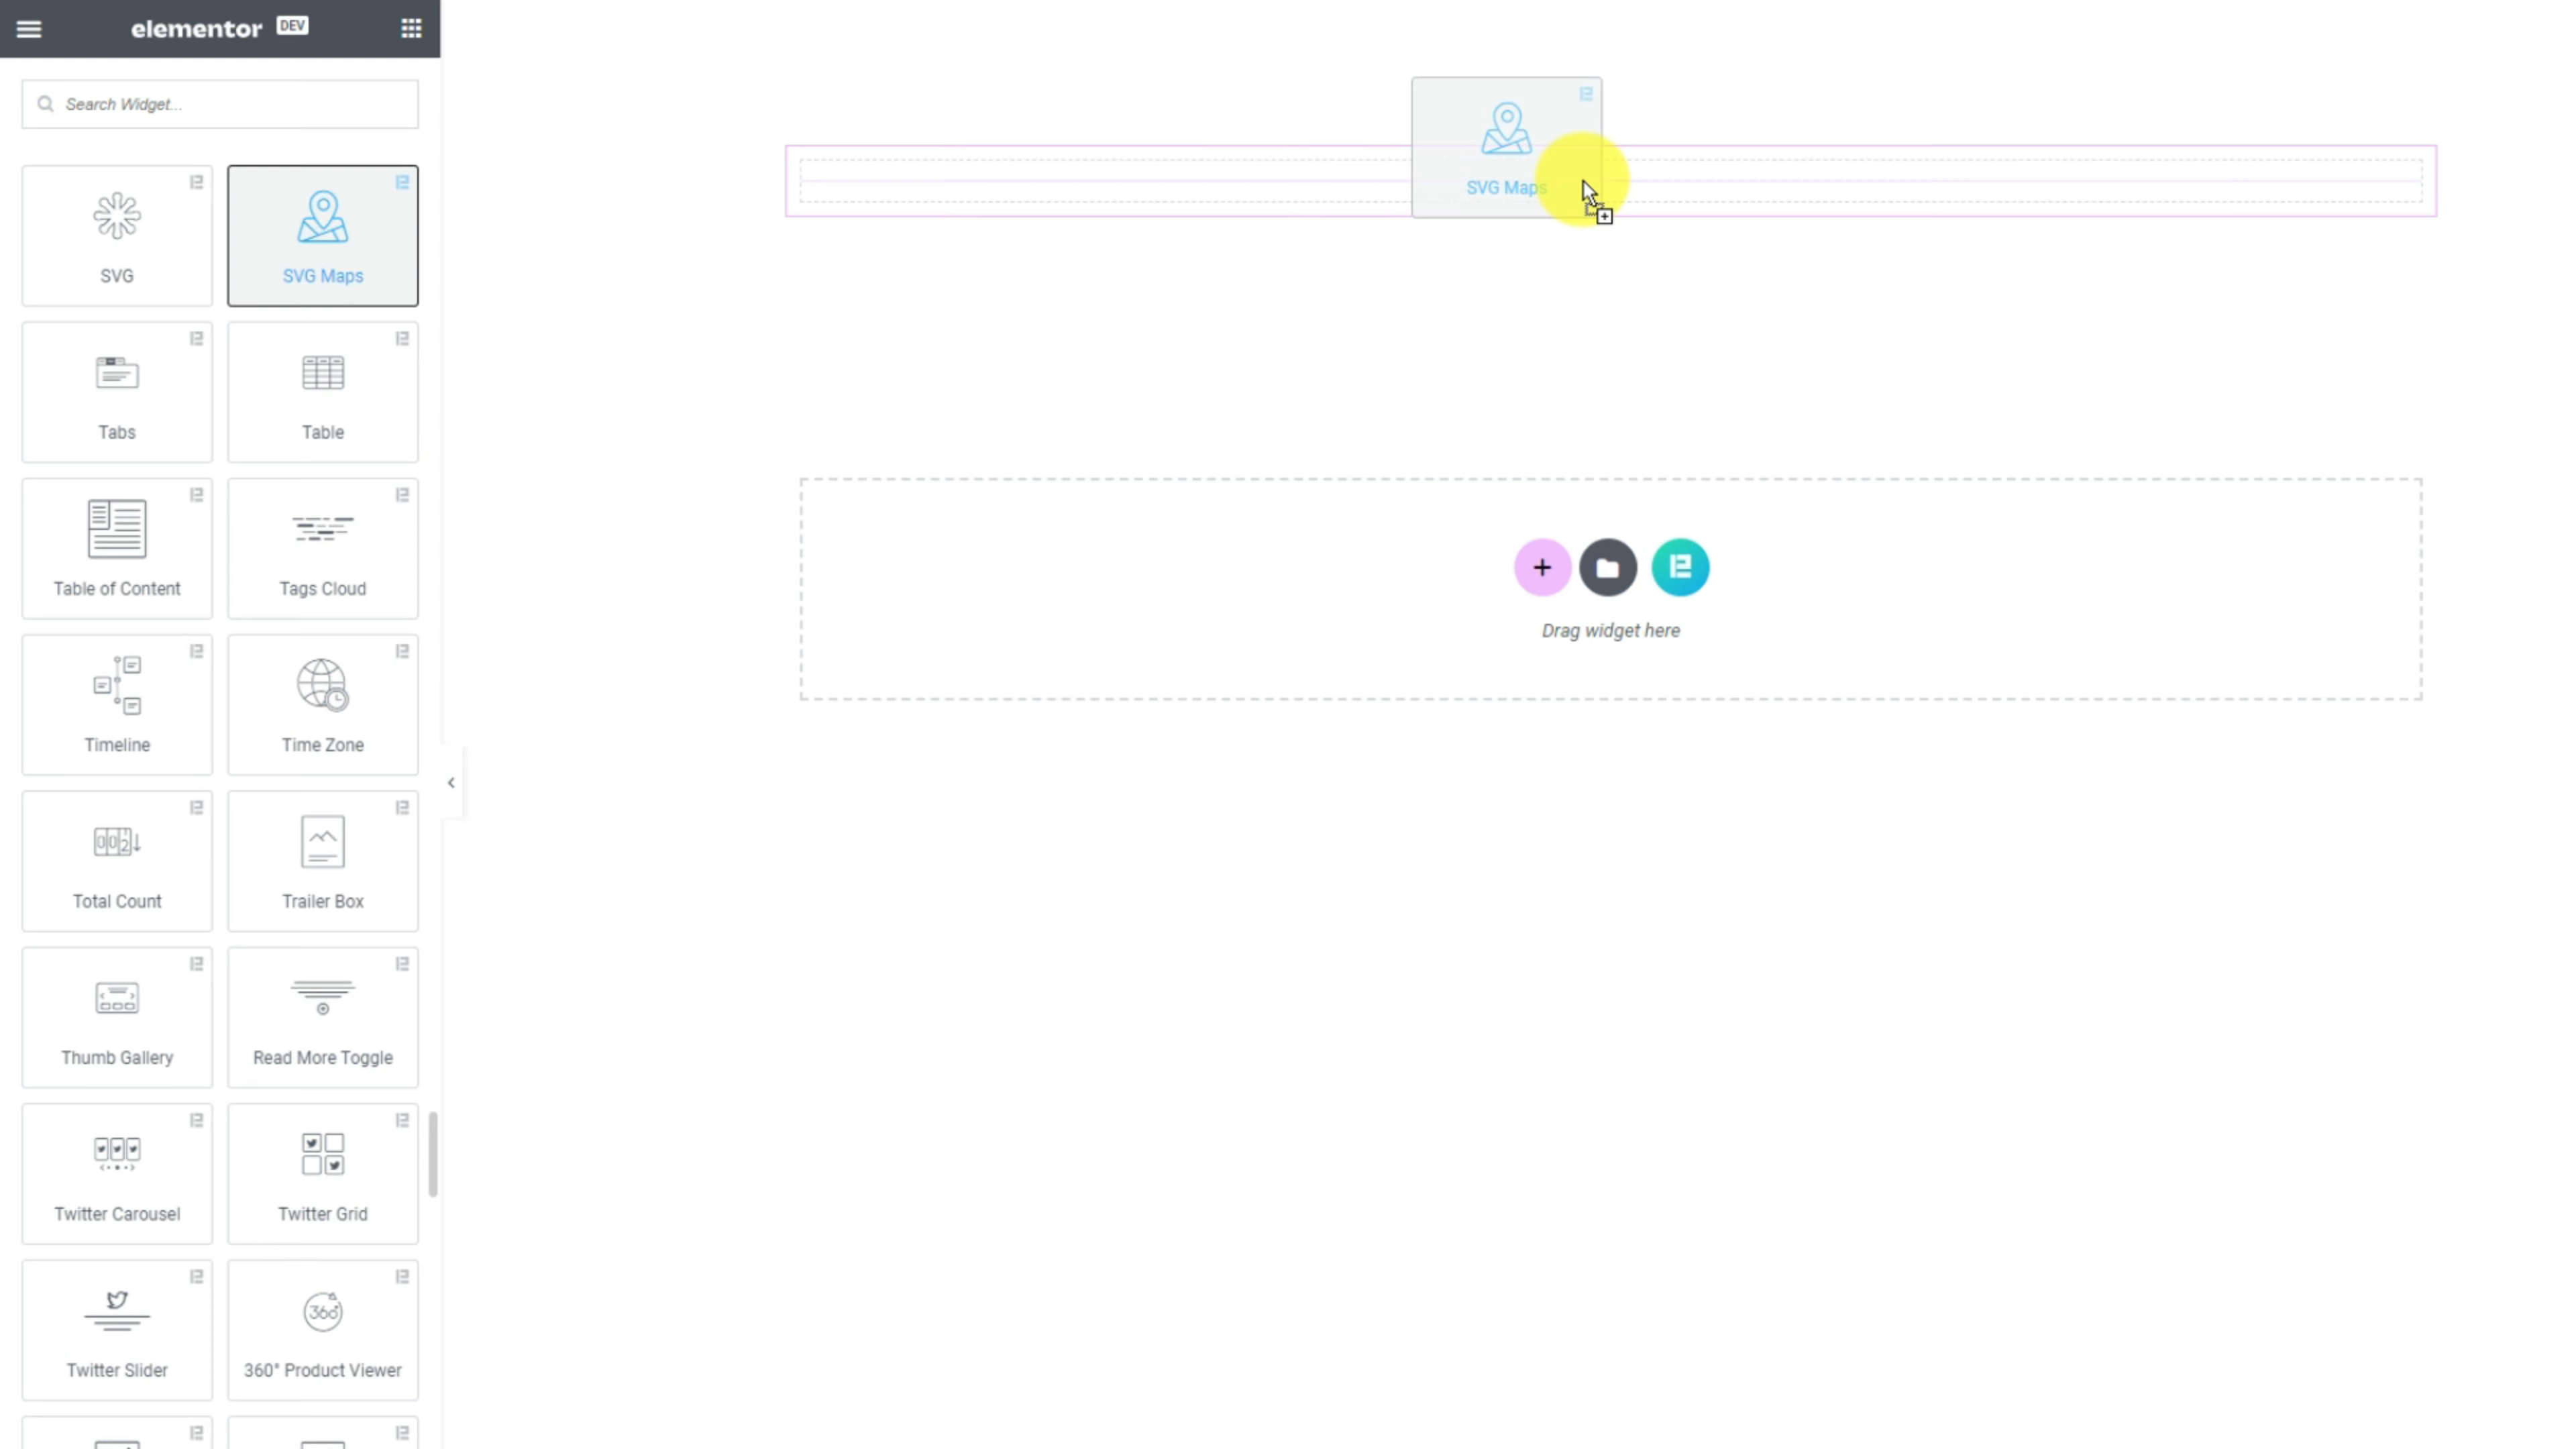 elementor DEV
Search Widget...
SVG
SVG Maps
Tabs
Table
Table of Content
Tags Cloud
Timeline
Time Zone
Total Count
Trailer Box
Thumb Gallery
Read More Toggle
Twitter Carousel
Twitter Grid
Twitter Slider
360° Product Viewer
SVG Maps
Drag widget here